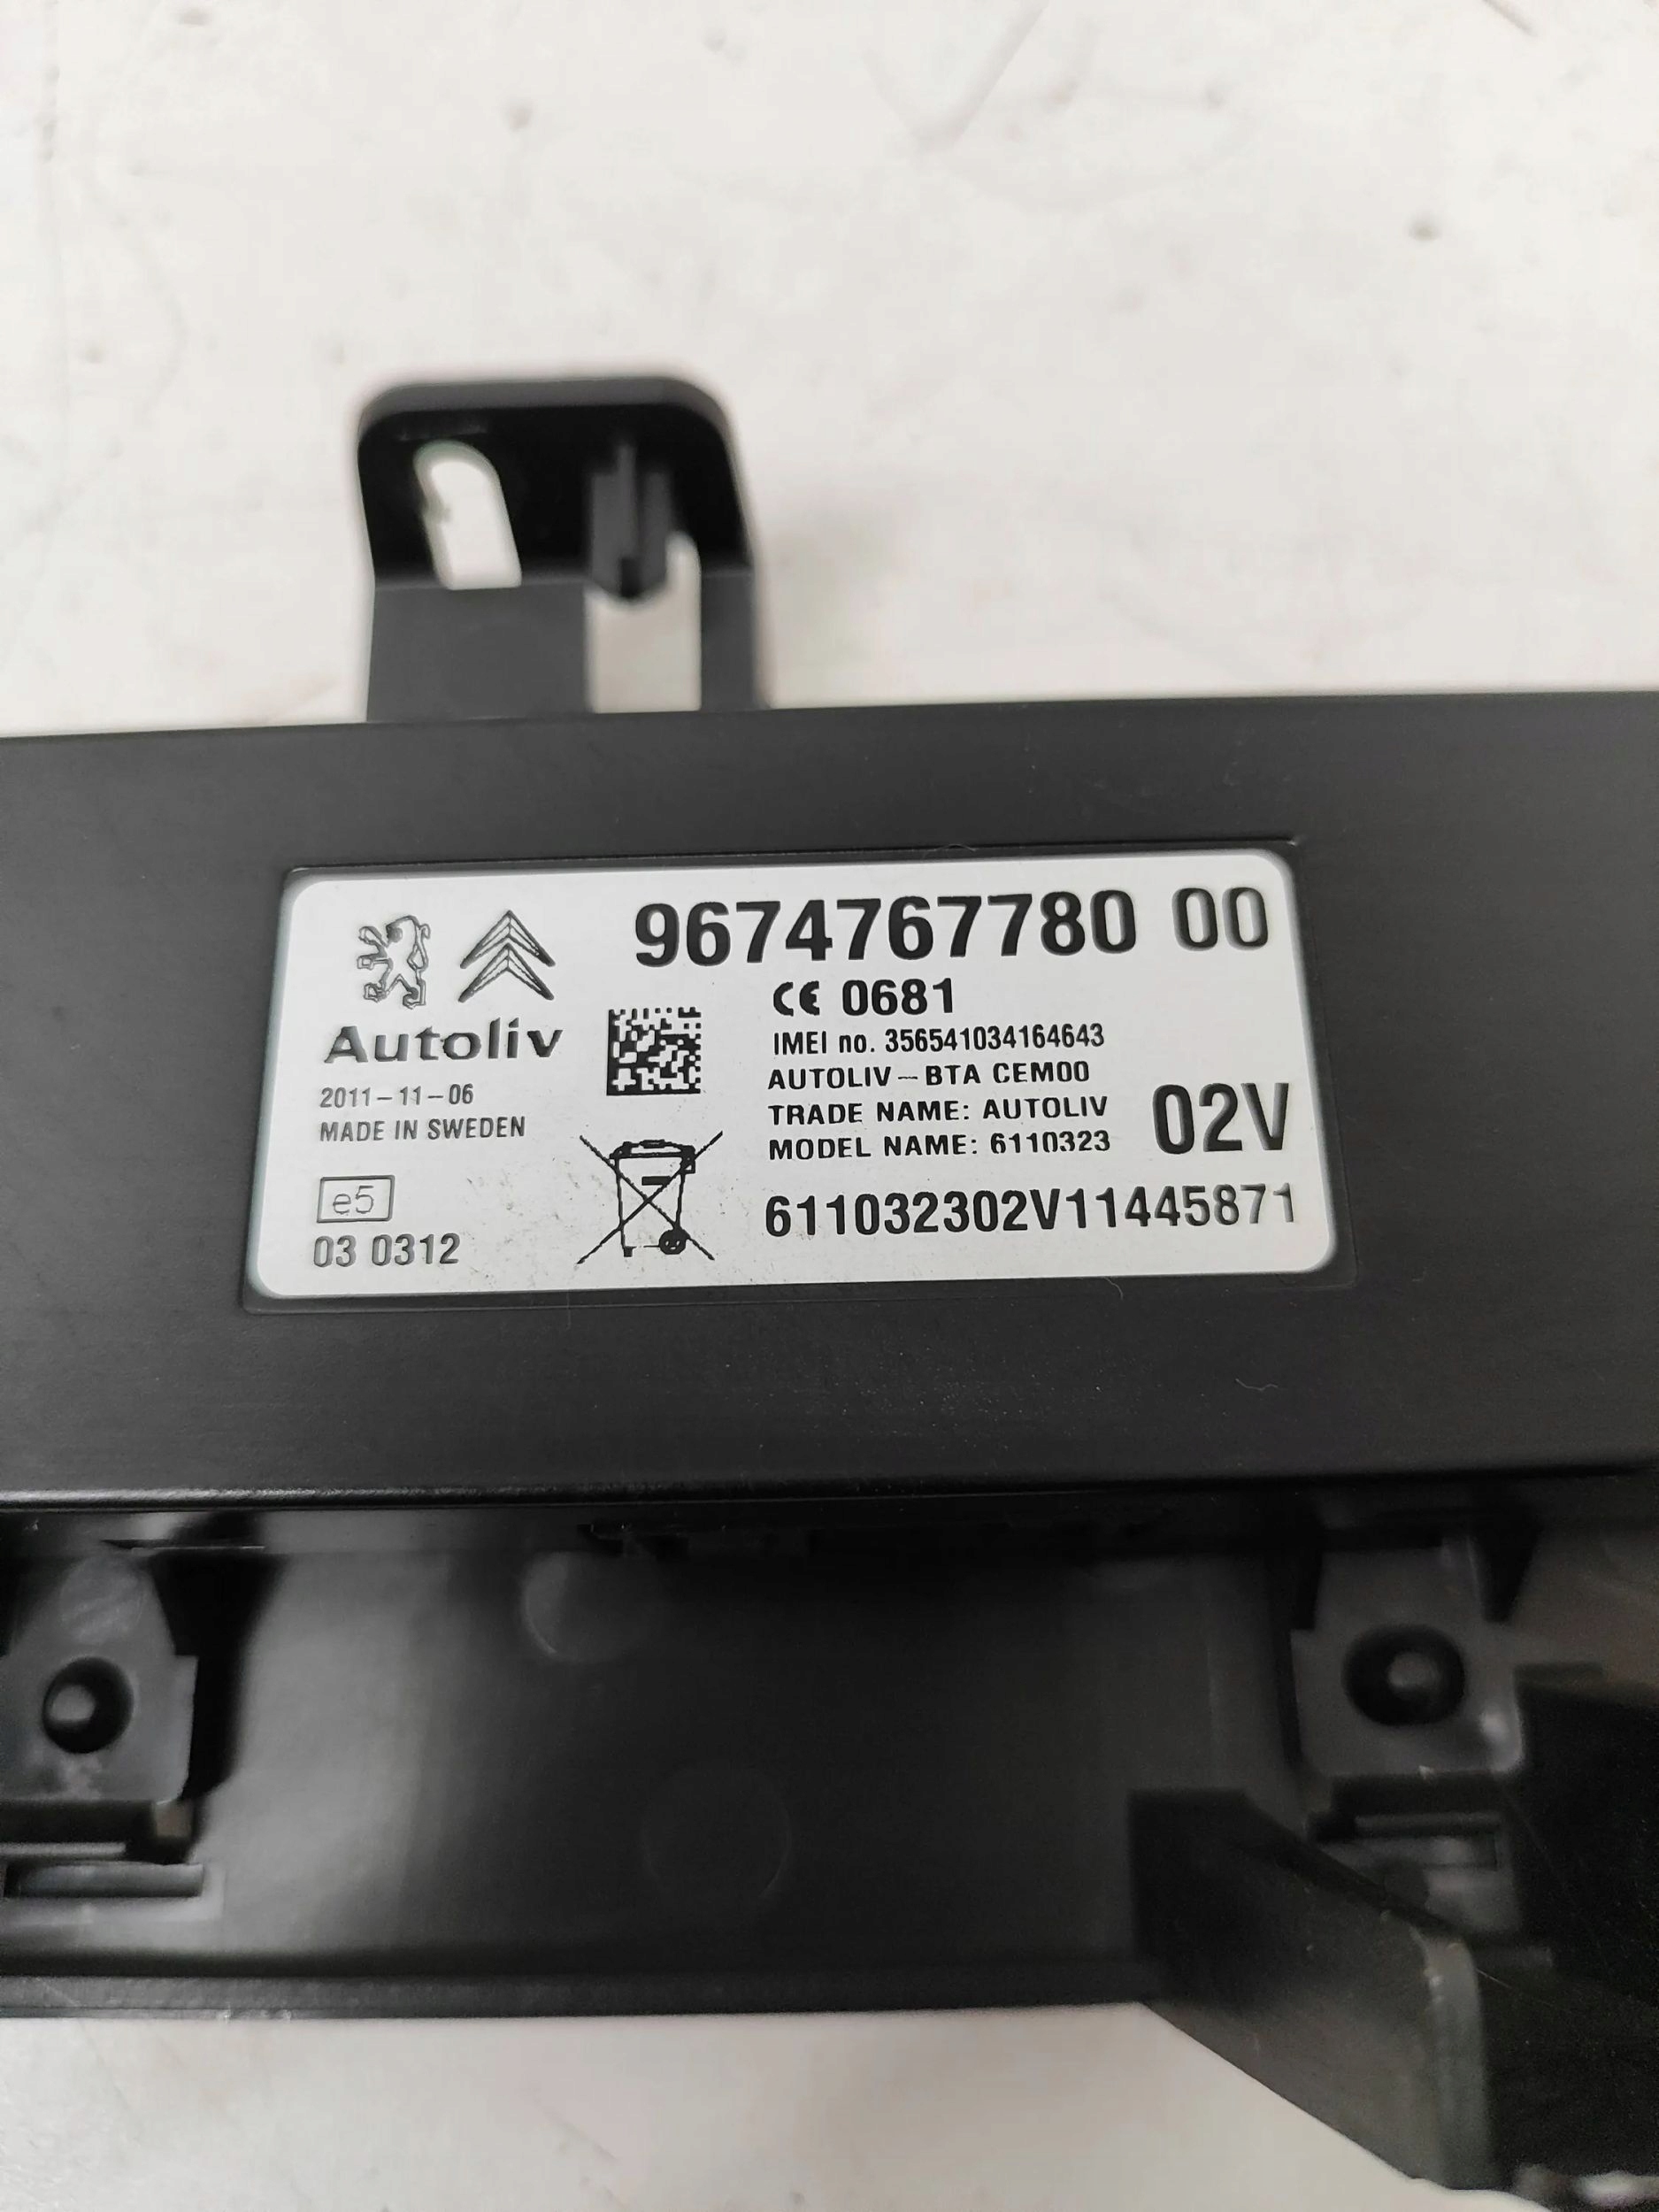 9674767780 00
CE 0681
Autoliv
IMEI no. 356541034164643
2011-11-06
AUTOLIV-BTA CEM00
MADE IN SWEDEN
TRADE NAME: AUTOLIV
02V
MODEL NAME: 6110323
e5
03 0312
611032302V11445871